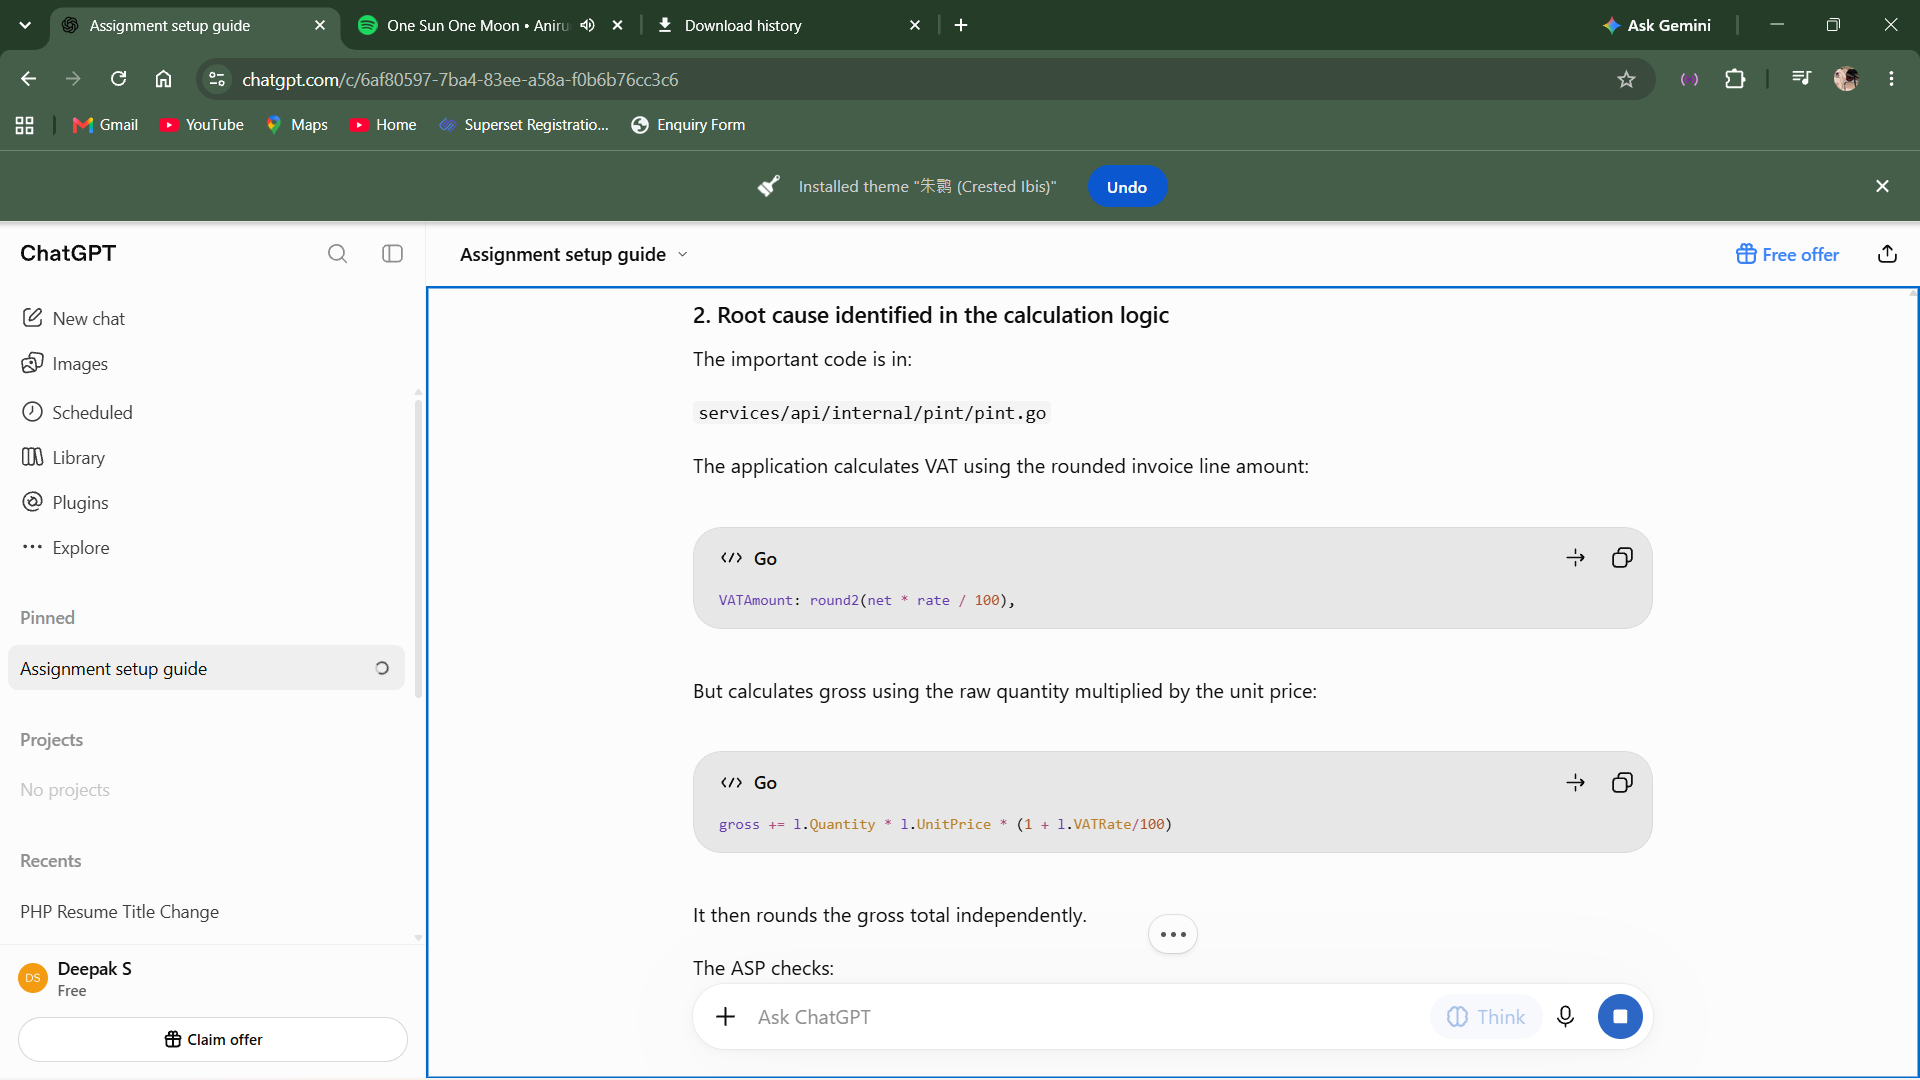 Assignment setup guide
One Sun One Moon • Aniru
Download history
Ask Gemini
chatgpt.com/c/6af80597-7ba4-83ee-a58a-f0b6b76cc3c6
Gmail
YouTube
Maps
Home
Superset Registratio...
Enquiry Form
Installed theme "朱鹮 (Crested Ibis)"
Undo
ChatGPT
Assignment setup guide
Free offer
New chat
Images
Scheduled
Library
Plugins
Explore
Pinned
Assignment setup guide
Projects
No projects
Recents
PHP Resume Title Change
DS
Deepak S
Free
Claim offer
2. Root cause identified in the calculation logic
The important code is in:
services/api/internal/pint/pint.go
The application calculates VAT using the rounded invoice line amount:
Go
VATAmount: round2(net * rate / 100),
But calculates gross using the raw quantity multiplied by the unit price:
Go
gross += l.Quantity * l.UnitPrice * (1 + l.VATRate/100)
It then rounds the gross total independently.
The ASP checks:
Ask ChatGPT
Think